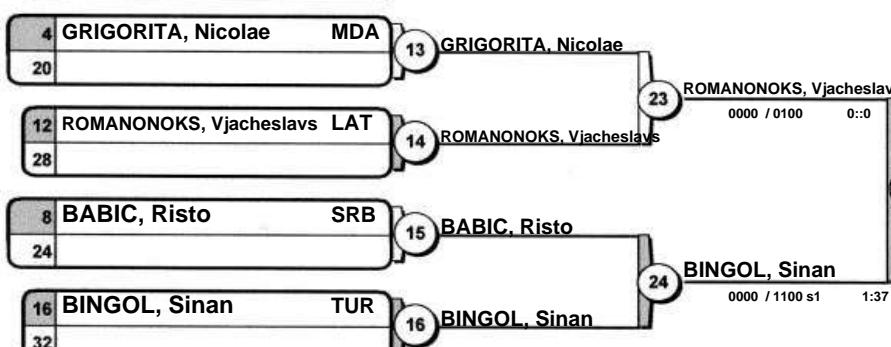 4 GRIGORITA, Nicolae MDA
20
13
GRIGORITA, Nicolae
12 ROMANONOKS, Vjacheslavs LAT
28
14
ROMANONOKS, Vjacheslavs
23
ROMANONOKS, Vjacheslav
0000 / 0100 0::0
8 BABIC, Risto SRB
24
15
BABIC, Risto
16 BINGOL, Sinan TUR
32
16
BINGOL, Sinan
24
BINGOL, Sinan
0000 / 1100 s1 1:37